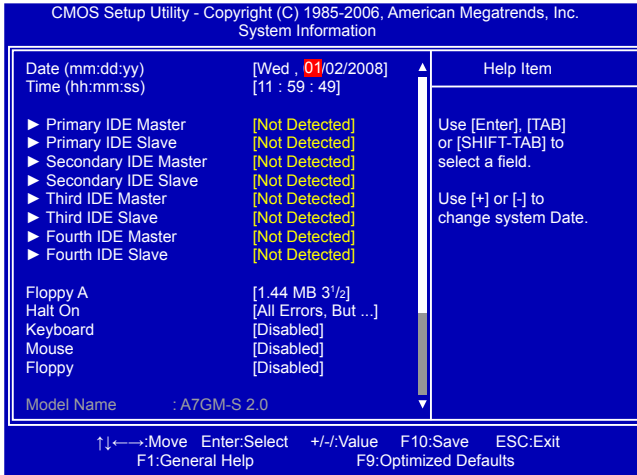 CMOS Setup Utility - Copyright (C) 1985-2006, American Megatrends, Inc.
System Information
Date (mm:dd:yy) [Wed , 01/02/2008]
Time (hh:mm:ss) [11 : 59 : 49]
► Primary IDE Master [Not Detected]
► Primary IDE Slave [Not Detected]
► Secondary IDE Master [Not Detected]
► Secondary IDE Slave [Not Detected]
► Third IDE Master [Not Detected]
► Third IDE Slave [Not Detected]
► Fourth IDE Master [Not Detected]
► Fourth IDE Slave [Not Detected]
Floppy A [1.44 MB 3¹/₂]
Halt On [All Errors, But ...]
Keyboard [Disabled]
Mouse [Disabled]
Floppy [Disabled]
Model Name : A7GM-S 2.0
Help Item
Use [Enter], [TAB]
or [SHIFT-TAB] to
select a field.
Use [+] or [-] to
change system Date.
↑↓←→:Move Enter:Select +/-/:Value F10:Save ESC:Exit
F1:General Help F9:Optimized Defaults